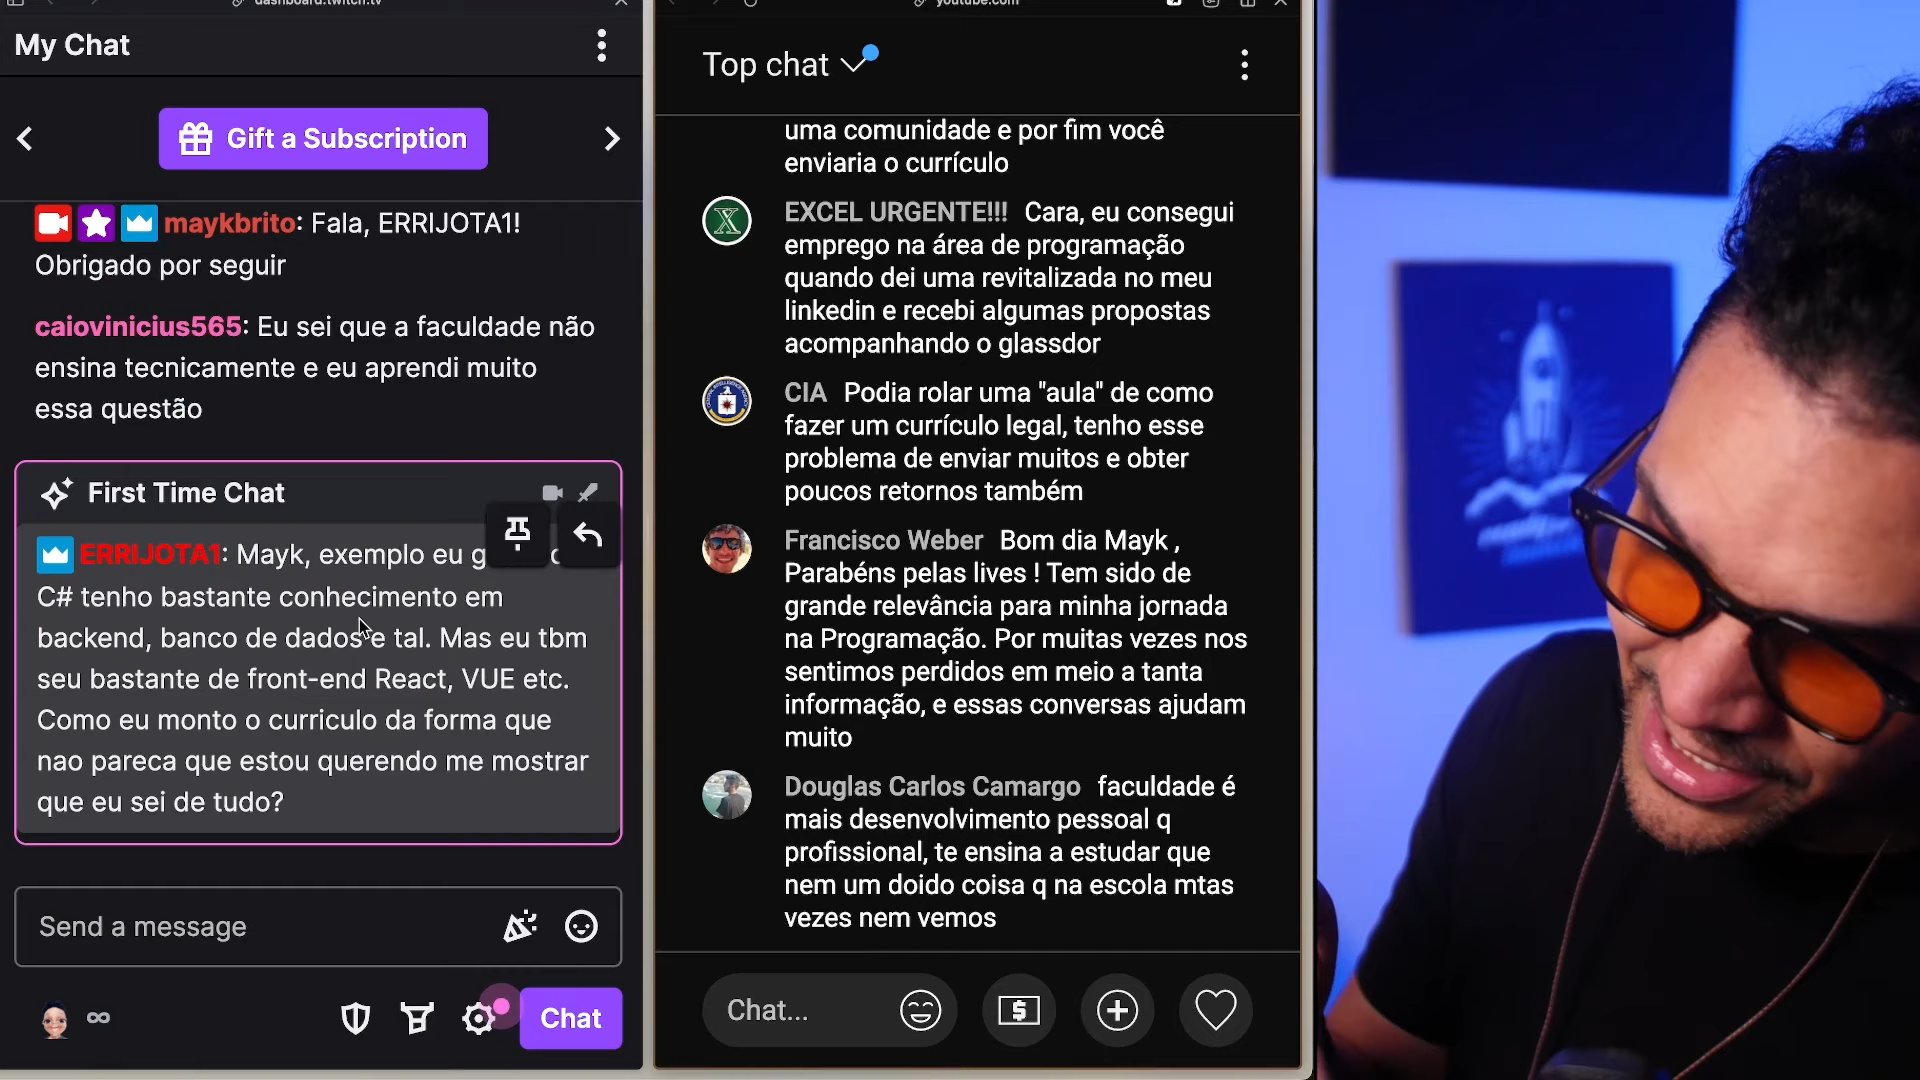 My Chat
Gift a Subscription
maykbrito: Fala, ERRIJOTA1!
Obrigado por seguir
caiovinicius565: Eu sei que a faculdade não
ensina tecnicamente e eu aprendi muito
essa questão
First Time Chat
ERRIJOTA1: Mayk, exemplo eu
C# tenho bastante conhecimento em
backend, banco de dados e tal. Mas eu tbm
seu bastante de front-end React, VUE etc.
Como eu monto o curriculo da forma que
nao pareca que estou querendo me mostrar
que eu sei de tudo?
Send a message
Chat
Top chat
uma comunidade e por fim você
enviaria o currículo
EXCEL URGENTE!!! Cara, eu consegui
emprego na área de programação
quando dei uma revitalizada no meu
linkedin e recebi algumas propostas
acompanhando o glassdor
CIA Podia rolar uma "aula" de como
fazer um currículo legal, tenho esse
problema de enviar muitos e obter
poucos retornos também
Francisco Weber Bom dia Mayk ,
Parabéns pelas lives ! Tem sido de
grande relevância para minha jornada
na Programação. Por muitas vezes nos
sentimos perdidos em meio a tanta
informação, e essas conversas ajudam
muito
Douglas Carlos Camargo faculdade é
mais desenvolvimento pessoal q
profissional, te ensina a estudar que
nem um doido coisa q na escola mtas
vezes nem vemos
Chat...